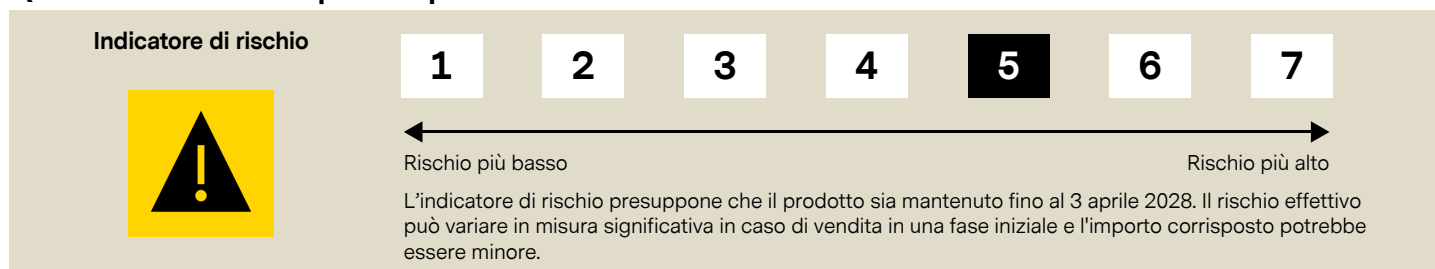 Indicatore di rischio
1 2 3 4 5 6 7
Rischio più basso Rischio più alto
L'indicatore di rischio presuppone che il prodotto sia mantenuto fino al 3 aprile 2028. Il rischio effettivo
può variare in misura significativa in caso di vendita in una fase iniziale e l'importo corrisposto potrebbe
essere minore.